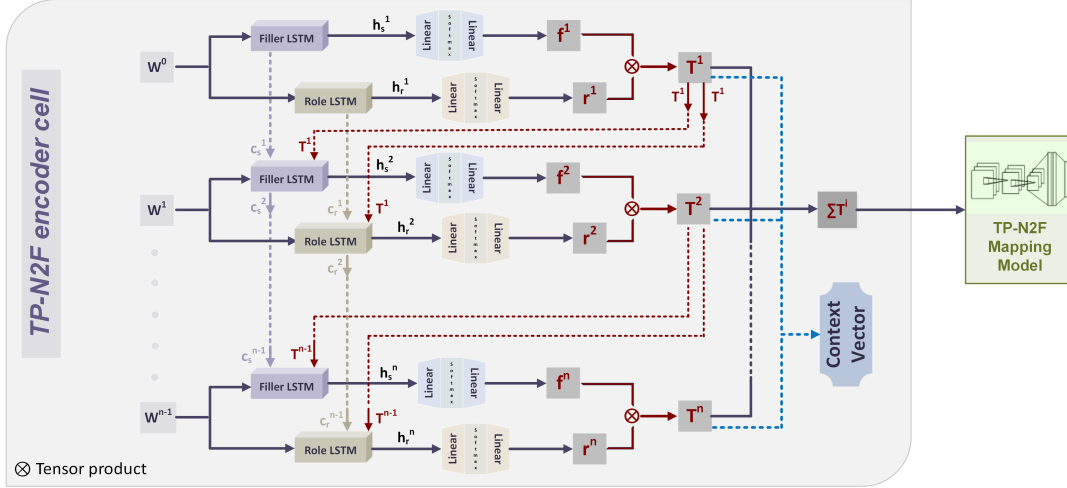 TP-N2F encoder cell
W⁰
Filler LSTM
hₛ¹
Linear
Softmax
Linear
f¹
Role LSTM
hᵣ¹
Linear
Softmax
Linear
r¹
T¹
T¹
T¹
cₛ¹
T¹
W¹
Filler LSTM
hₛ²
Linear
Softmax
Linear
f²
cₛ²
cᵣ¹
T¹
Role LSTM
hᵣ²
Linear
Softmax
Linear
r²
T²
cᵣ²
∑Tⁱ
TP-N2F
Mapping
Model
Context
Vector
cₛⁿ⁻¹
Tⁿ⁻¹
Wⁿ⁻¹
Filler LSTM
hₛⁿ
Linear
Softmax
Linear
fⁿ
cᵣⁿ⁻¹
Tⁿ⁻¹
Role LSTM
hᵣⁿ
Linear
Softmax
Linear
rⁿ
Tⁿ
⊗ Tensor product